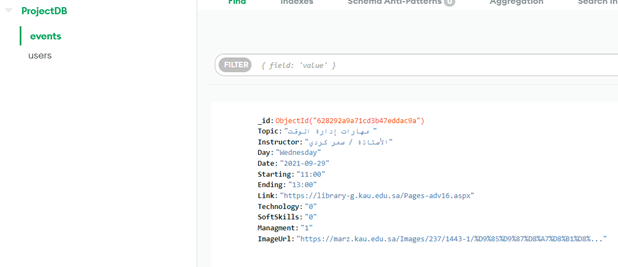 ProjectDB
Find
Indexes
Schema Anti-Patterns 0
Aggregation
Search In
events
users
FILTER { field: 'value' }
_id: ObjectId("628292a9a71cd3b47eddac9a")
Topic: "مهارات إدارة الوقت "
Instructor: "الأستاذة / سمر كردي"
Day: "Wednesday"
Date: "2021-09-29"
Starting: "11:00"
Ending: "13:00"
Link: "https://library-g.kau.edu.sa/Pages-adv16.aspx"
Technology: "0"
SoftSkills: "0"
Managment: "1"
ImageUrl: "https://marz.kau.edu.sa/Images/237/1443-1/%D9%85%D9%87%D8%A7%D8%B1%D8%..."